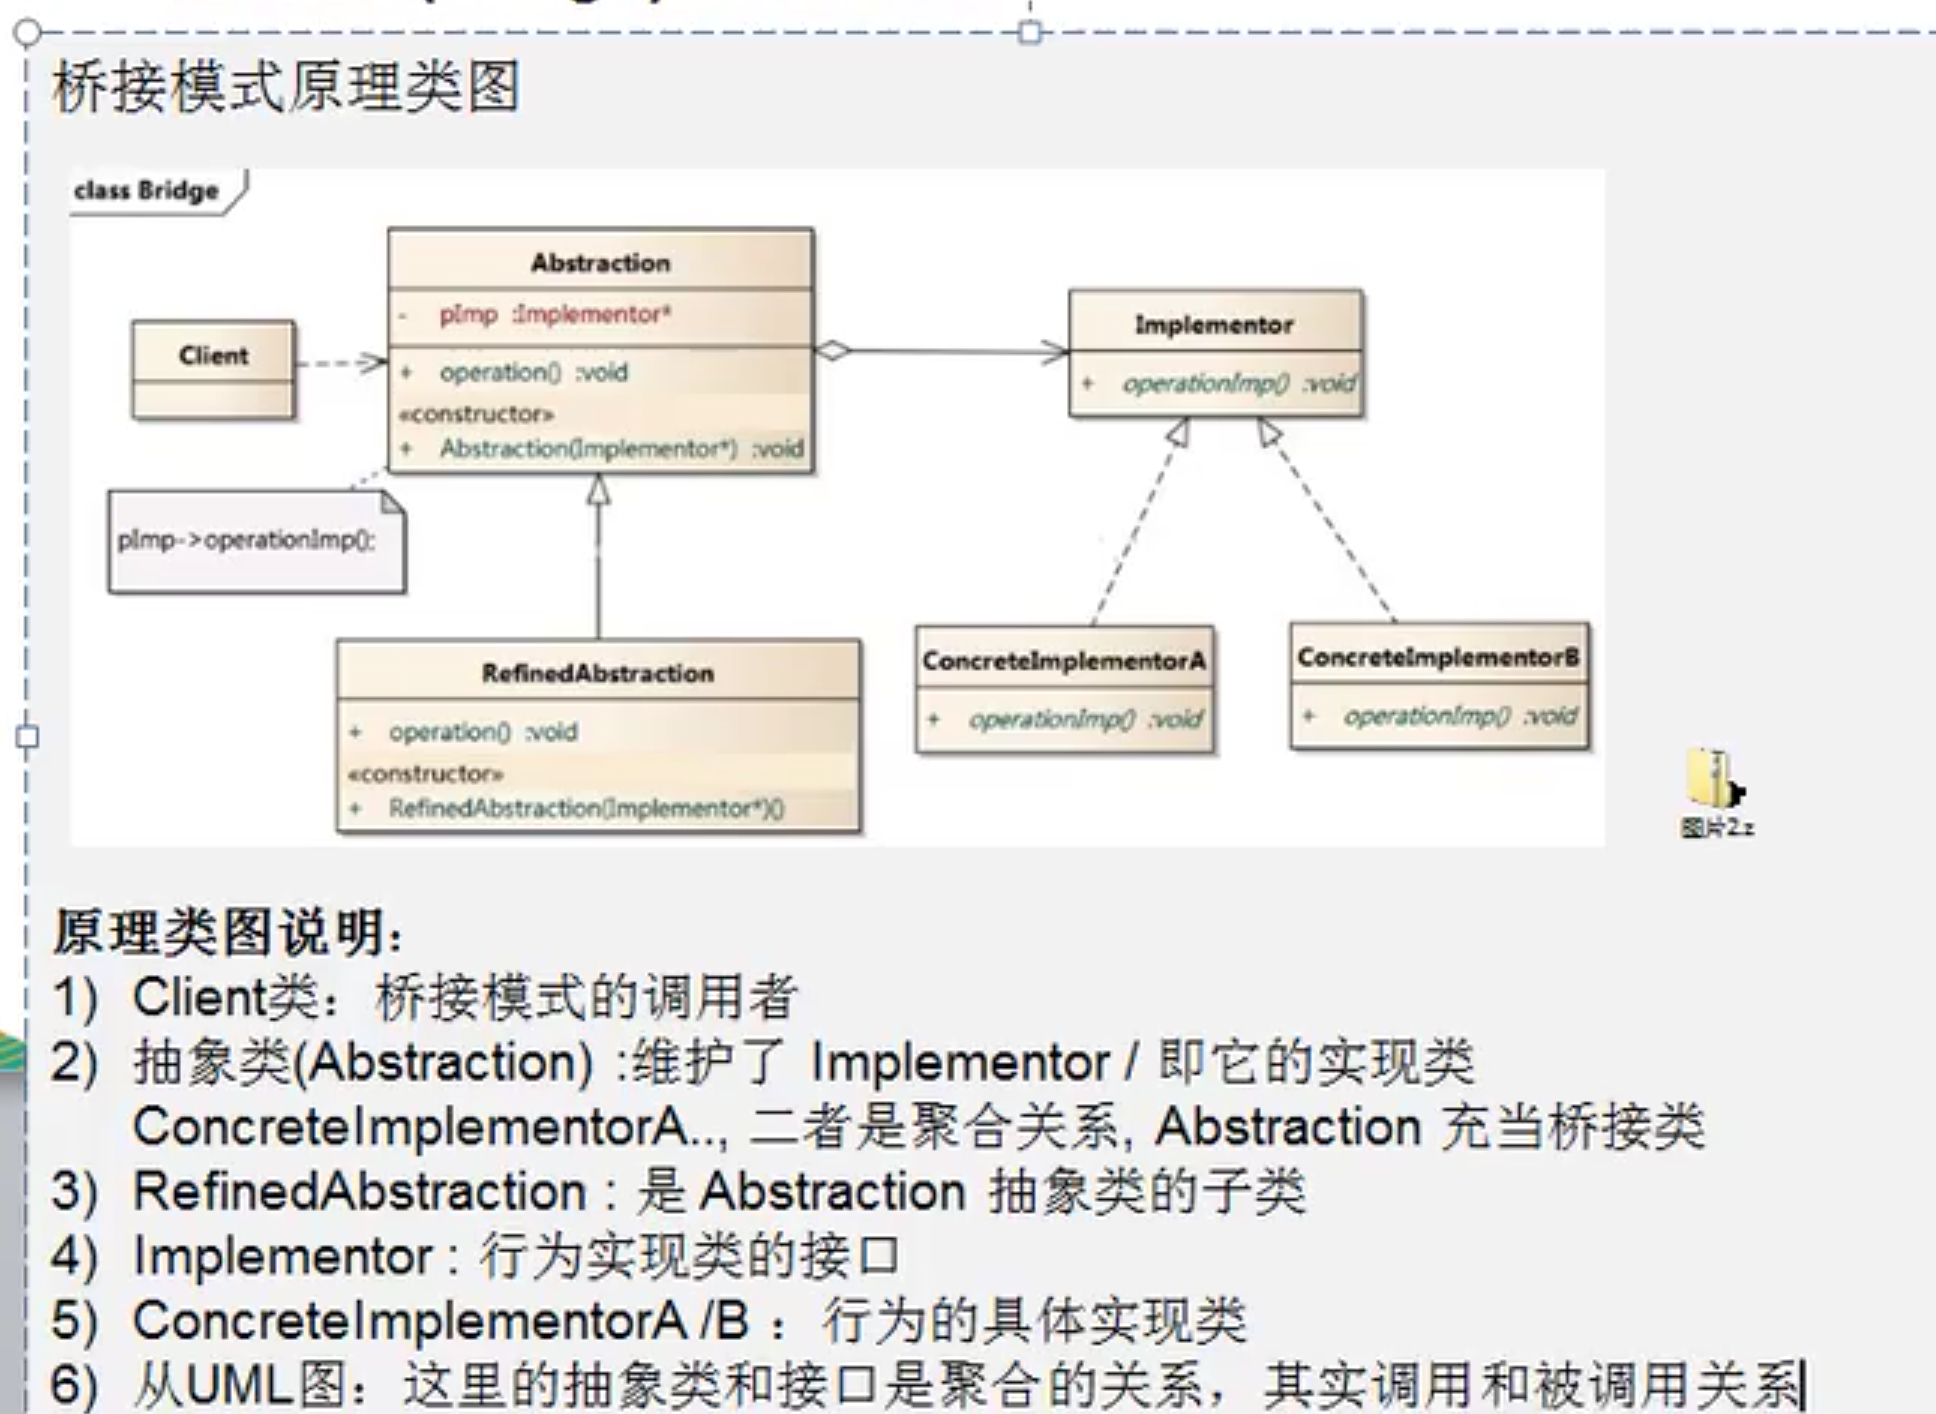 桥接模式原理类图
class Bridge
Abstraction
- pImp :Implementor*
+ operation() :void
«constructor»
+ Abstraction(Implementor*) :void
Client
Implementor
+ operationImp() :void
pImp->operationImp();
RefinedAbstraction
+ operation() :void
«constructor»
+ RefinedAbstraction(Implementor*)()
ConcreteImplementorA
+ operationImp() :void
ConcreteImplementorB
+ operationImp() :void
图片2.z
原理类图说明：
1) Client类：桥接模式的调用者
2) 抽象类(Abstraction) :维护了 Implementor / 即它的实现类
ConcreteImplementorA.., 二者是聚合关系, Abstraction 充当桥接类
3) RefinedAbstraction : 是 Abstraction 抽象类的子类
4) Implementor : 行为实现类的接口
5) ConcreteImplementorA /B ：行为的具体实现类
6) 从UML图：这里的抽象类和接口是聚合的关系，其实调用和被调用关系